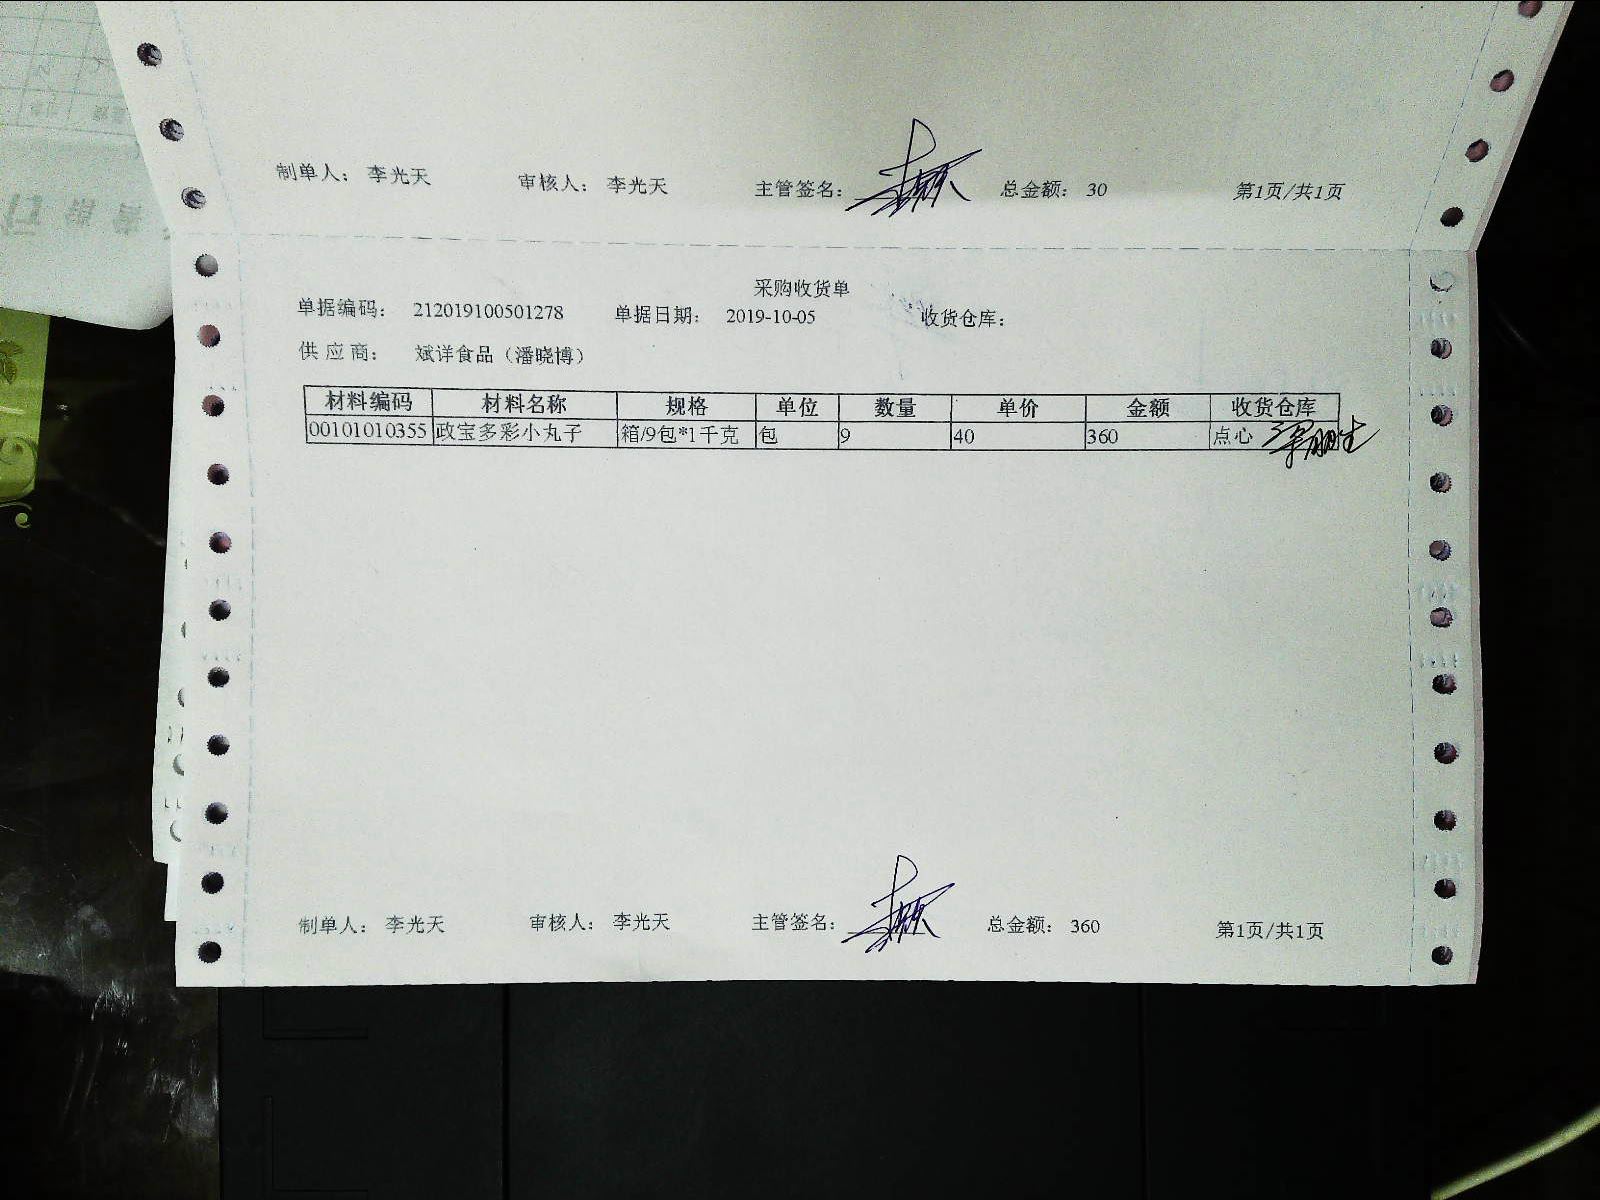 制单人： 李光天 审核人： 李光天 主管签名： 总金额： 30 第1页/共1页
采购收货单
单据编码： 212019100501278 单据日期： 2019-10-05 收货仓库：
供 应 商： 斌详食品（潘晓博）
材料编码 材料名称 规格 单位 数量 单价 金额 收货仓库
00101010355 政宝多彩小丸子 箱/9包*1千克 包 9 40 360 点心
制单人： 李光天 审核人： 李光天 主管签名： 总金额： 360 第1页/共1页